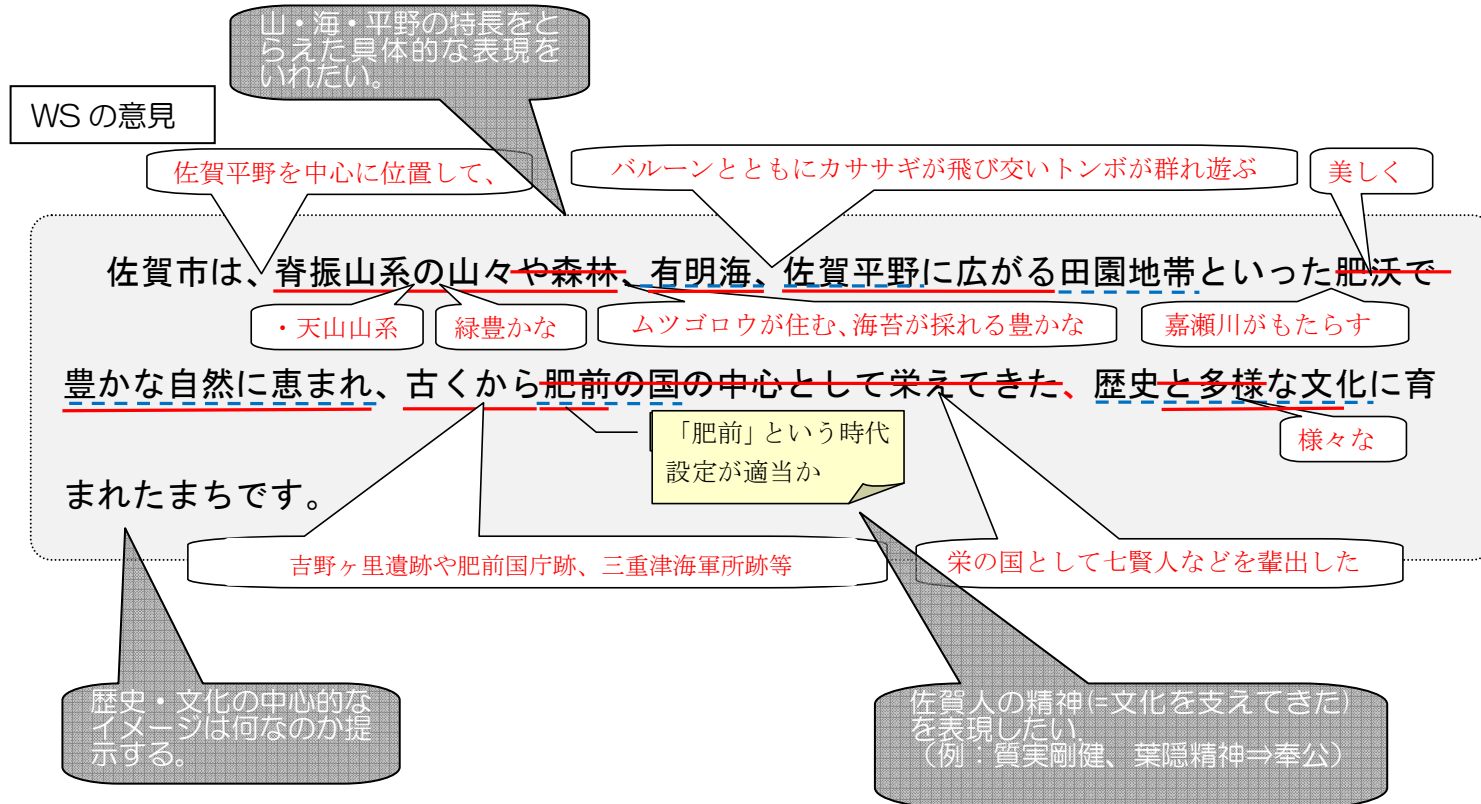 山・海・平野の特長をと
らえた具体的な表現を
いれたい。
WS の意見
佐賀平野を中心に位置して、
バルーンとともにカササギが飛び交いトンボが群れ遊ぶ
美しく
佐賀市は、脊振山系の山々や森林、有明海、佐賀平野に広がる田園地帯といった肥沃で
・天山山系
緑豊かな
ムツゴロウが住む、海苔が採れる豊かな
嘉瀬川がもたらす
豊かな自然に恵まれ、古くから肥前の国の中心として栄えてきた、歴史と多様な文化に育
「肥前」という時代
設定が適当か
様々な
まれたまちです。
吉野ヶ里遺跡や肥前国庁跡、三重津海軍所跡等
栄の国として七賢人などを輩出した
歴史・文化の中心的な
イメージは何なのか提
示する。
佐賀人の精神(=文化を支えてきた)
を表現したい.
（例：質実剛健、葉隠精神⇒奉公）